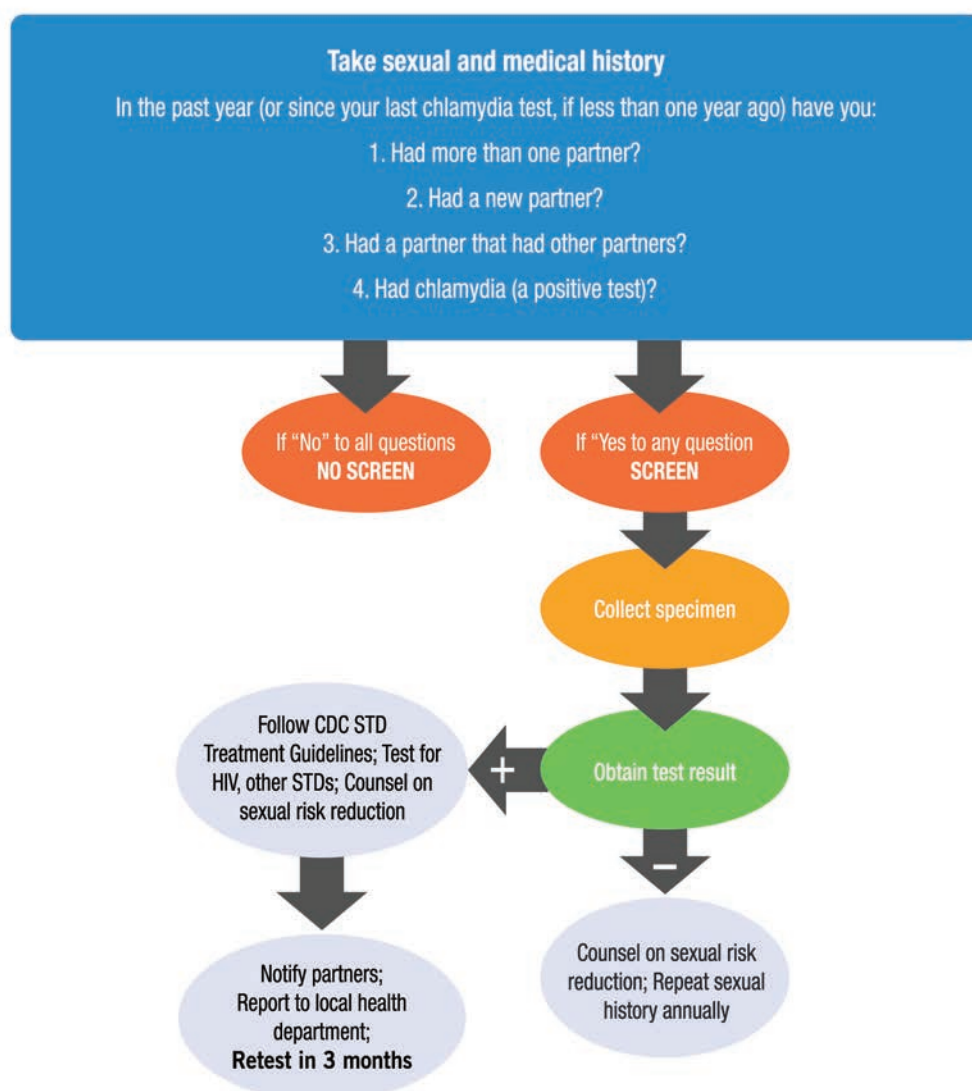 Take sexual and medical history
In the past year (or since your last chlamydia test, if less than one year ago) have you:
1. Had more than one partner?
2. Had a new partner?
3. Had a partner that had other partners?
4. Had chlamydia (a positive test)?
If “No” to all questions
NO SCREEN
If “Yes to any question
SCREEN
Collect specimen
Obtain test result
+
Follow CDC STD
Treatment Guidelines; Test for
HIV, other STDs; Counsel on
sexual risk reduction
Notify partners;
Report to local health
department;
Retest in 3 months
–
Counsel on sexual risk
reduction; Repeat sexual
history annually